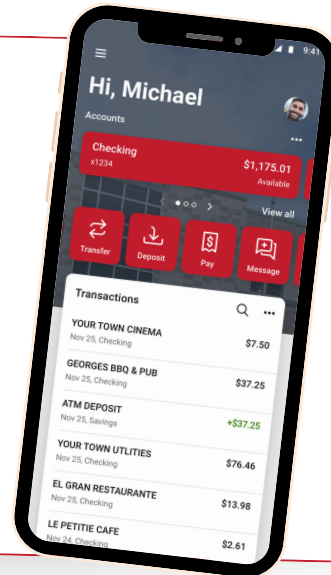 9:41
Hi, Michael
Accounts
Checking
$1,175.01
x1234
Available
View all
Transfer
Deposit
Pay
Message
Transactions
YOUR TOWN CINEMA
$7.50
Nov 25, Checking
GEORGES BBQ & PUB
$37.25
Nov 25, Checking
ATM DEPOSIT
+$37.25
Nov 25, Savings
YOUR TOWN UTLITIES
$76.46
Nov 25, Checking
EL GRAN RESTAURANTE
$13.98
Nov 25, Checking
LE PETITIE CAFE
$2.61
Nov 24, Checking